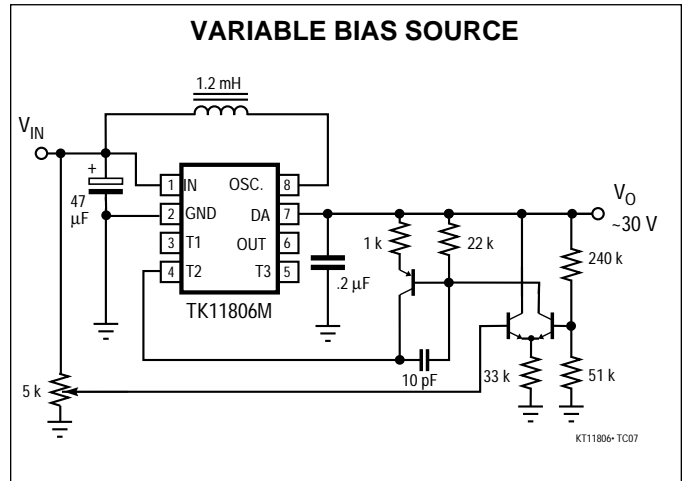 VARIABLE BIAS SOURCE
1.2 mH
V_IN
+
47
µF
1 IN OSC. 8
2 GND DA 7
3 T1 OUT 6
4 T2 T3 5
TK11806M
.2 µF
1 k
22 k
V_O
~30 V
240 k
10 pF
33 k
51 k
5 k
KT11806• TC07